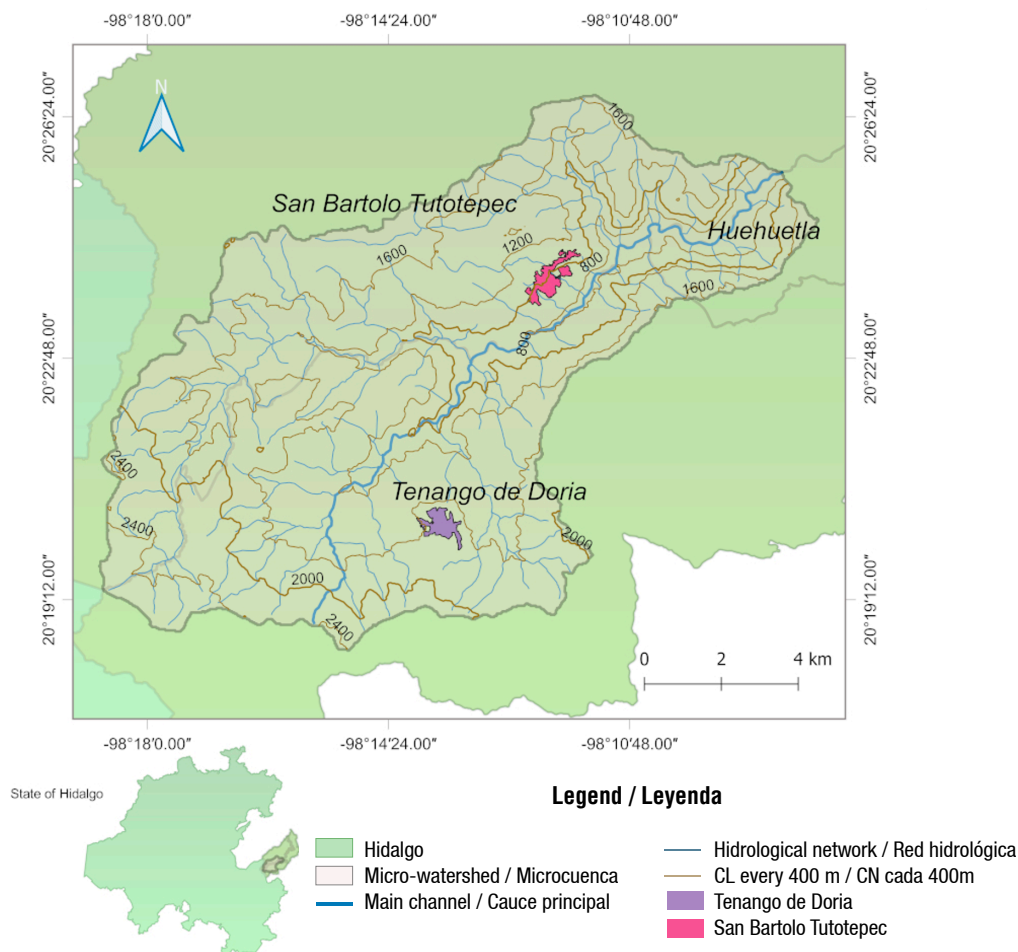 -98°18'0.00" -98°14'24.00" -98°10'48.00"
20°26'24.00" 20°26'24.00"
N
1600
San Bartolo Tutotepec
Huehuetla
1200
1600
800
1600
20°22'48.00" 20°22'48.00"
800
2400
Tenango de Doria
2400
2000
20°19'12.00" 20°19'12.00"
2000
2400
0 2 4 km
-98°18'0.00" -98°14'24.00" -98°10'48.00"
State of Hidalgo
Legend / Leyenda
Hidalgo
Micro-watershed / Microcuenca
Main channel / Cauce principal
Hidrological network / Red hidrológica
CL every 400 m / CN cada 400m
Tenango de Doria
San Bartolo Tutotepec